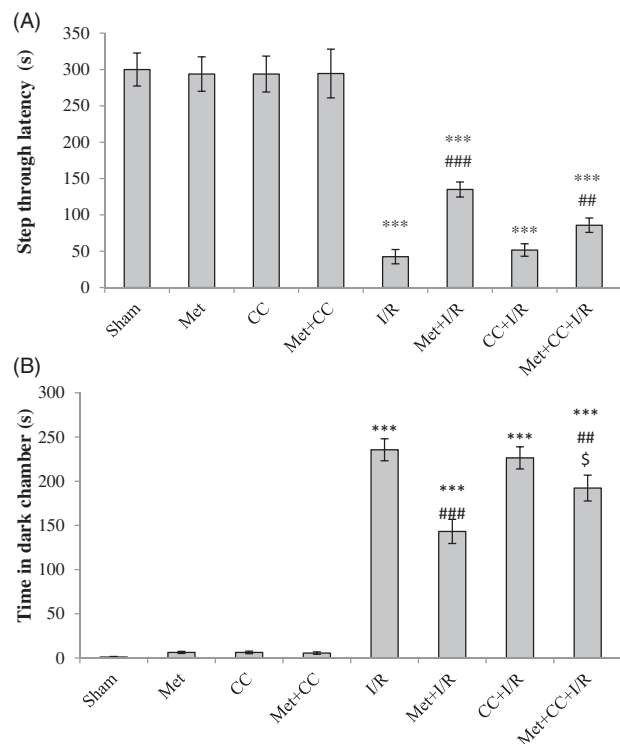 (A)
Step through latency (s)
350
300
250
200
150
100
50
0
***
***
###
***
***
##
Sham
Met
CC
Met+CC
I/R
Met+I/R
CC+I/R
Met+CC+I/R
(B)
Time in dark chamber (s)
300
250
200
150
100
50
0
***
***
###
***
***
##
$
Sham
Met
CC
Met+CC
I/R
Met+I/R
CC+I/R
Met+CC+I/R